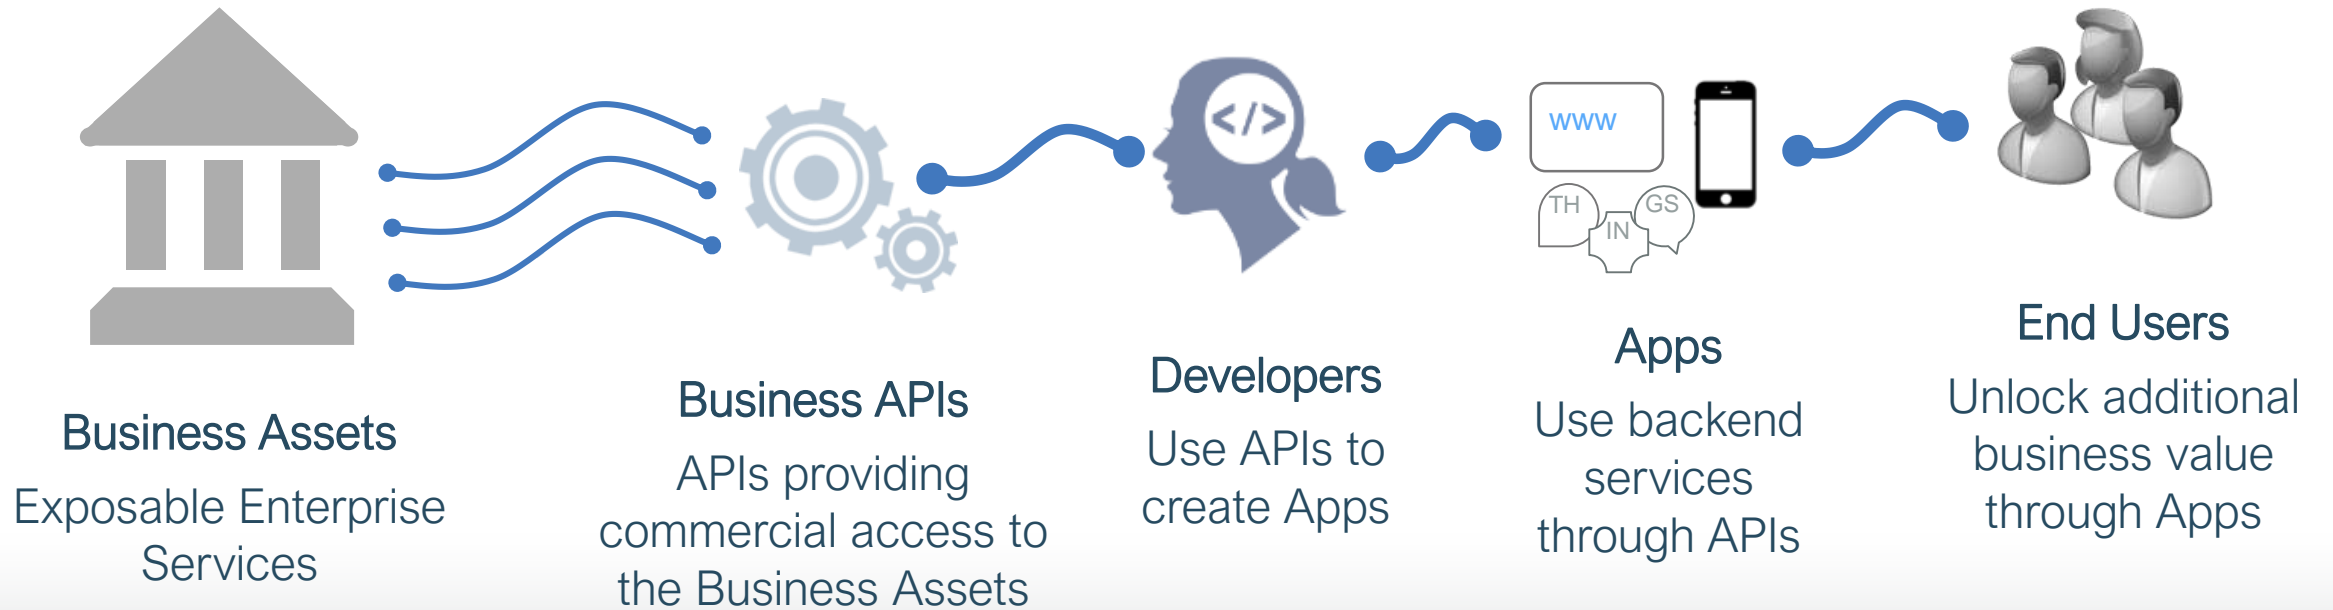 Business Assets
Exposable Enterprise
Services
Business APIs
APIs providing
commercial access to
the Business Assets
</>
Developers
Use APIs to
create Apps
www
TH
IN
GS
Apps
Use backend
services
through APIs
End Users
Unlock additional
business value
through Apps